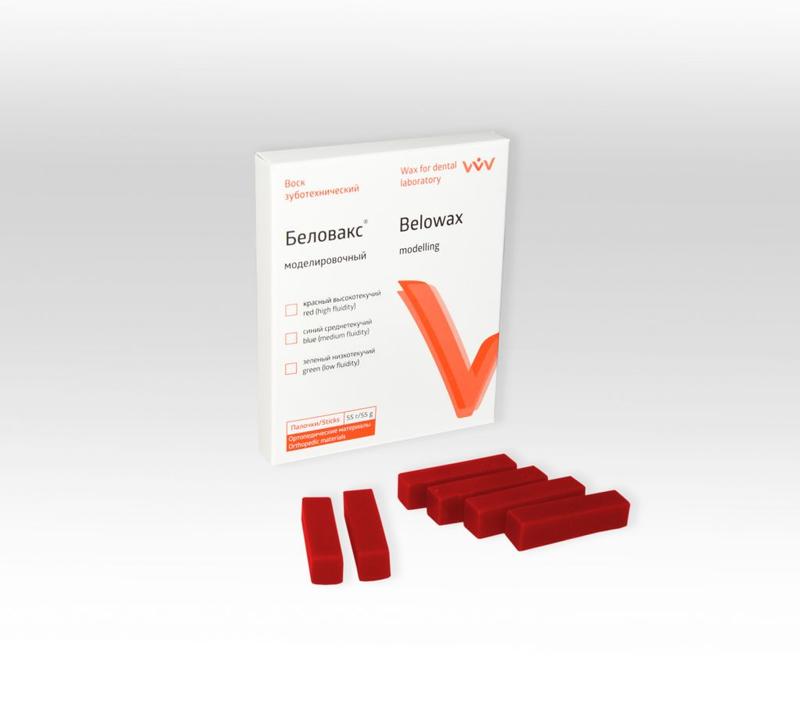 Воск
зуботехнический
Wax for dental
laboratory
Беловакс®
моделировочный
Belowax
modelling
красный высокотекучий
red (high fluidity)
синий среднетекучий
blue (medium fluidity)
зеленый низкотекучий
green (low fluidity)
Палочки/Sticks 55 г/55 g
Ортопедические материалы
Orthopedic materials